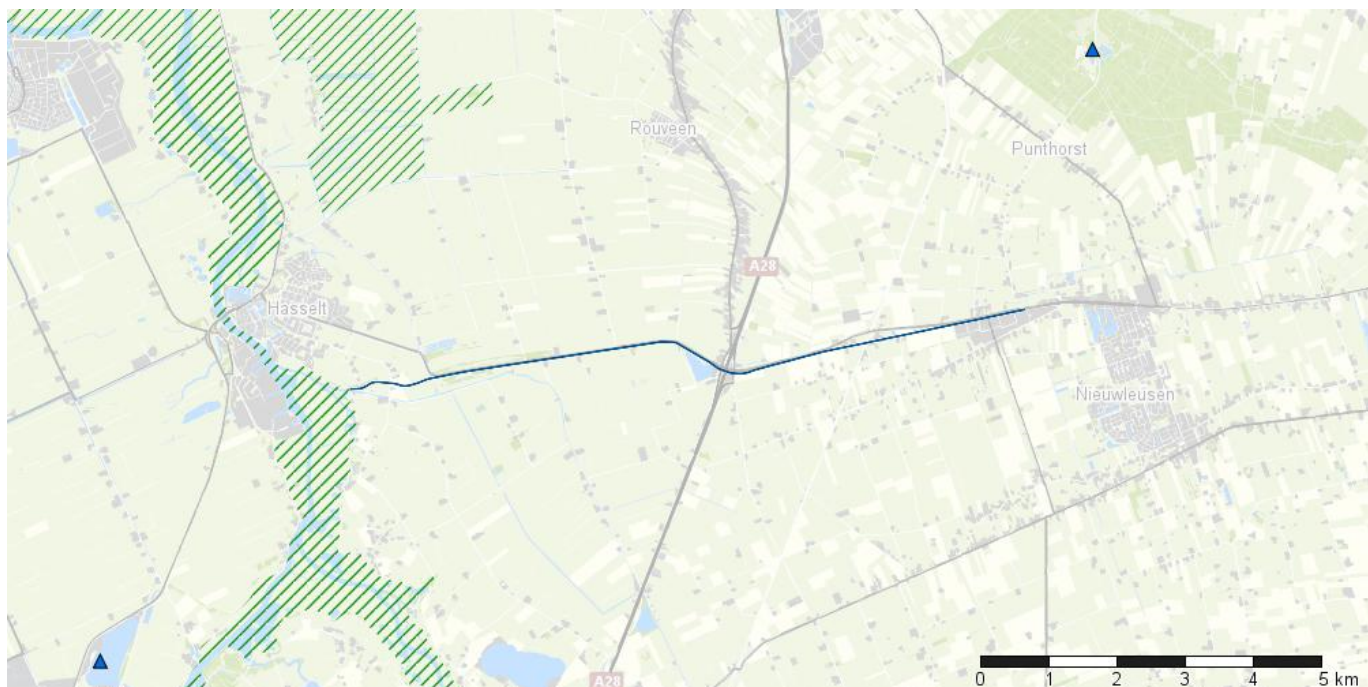 Rouveen
Punthorst
A28
Hasselt
Nieuwleusen
A28
0 1 2 3 4 5 km